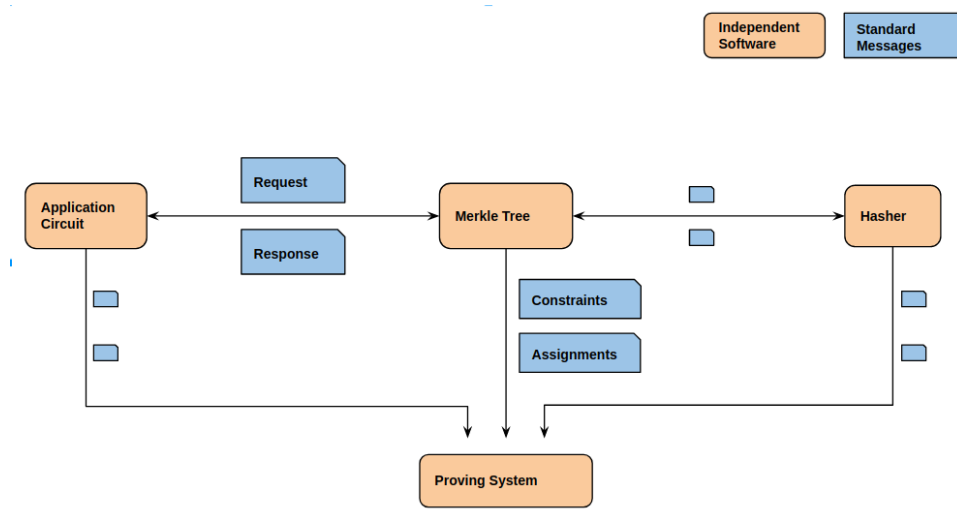 Independent
Software
Standard
Messages
Request
Application
Circuit
Merkle Tree
Hasher
Response
Constraints
Assignments
Proving System